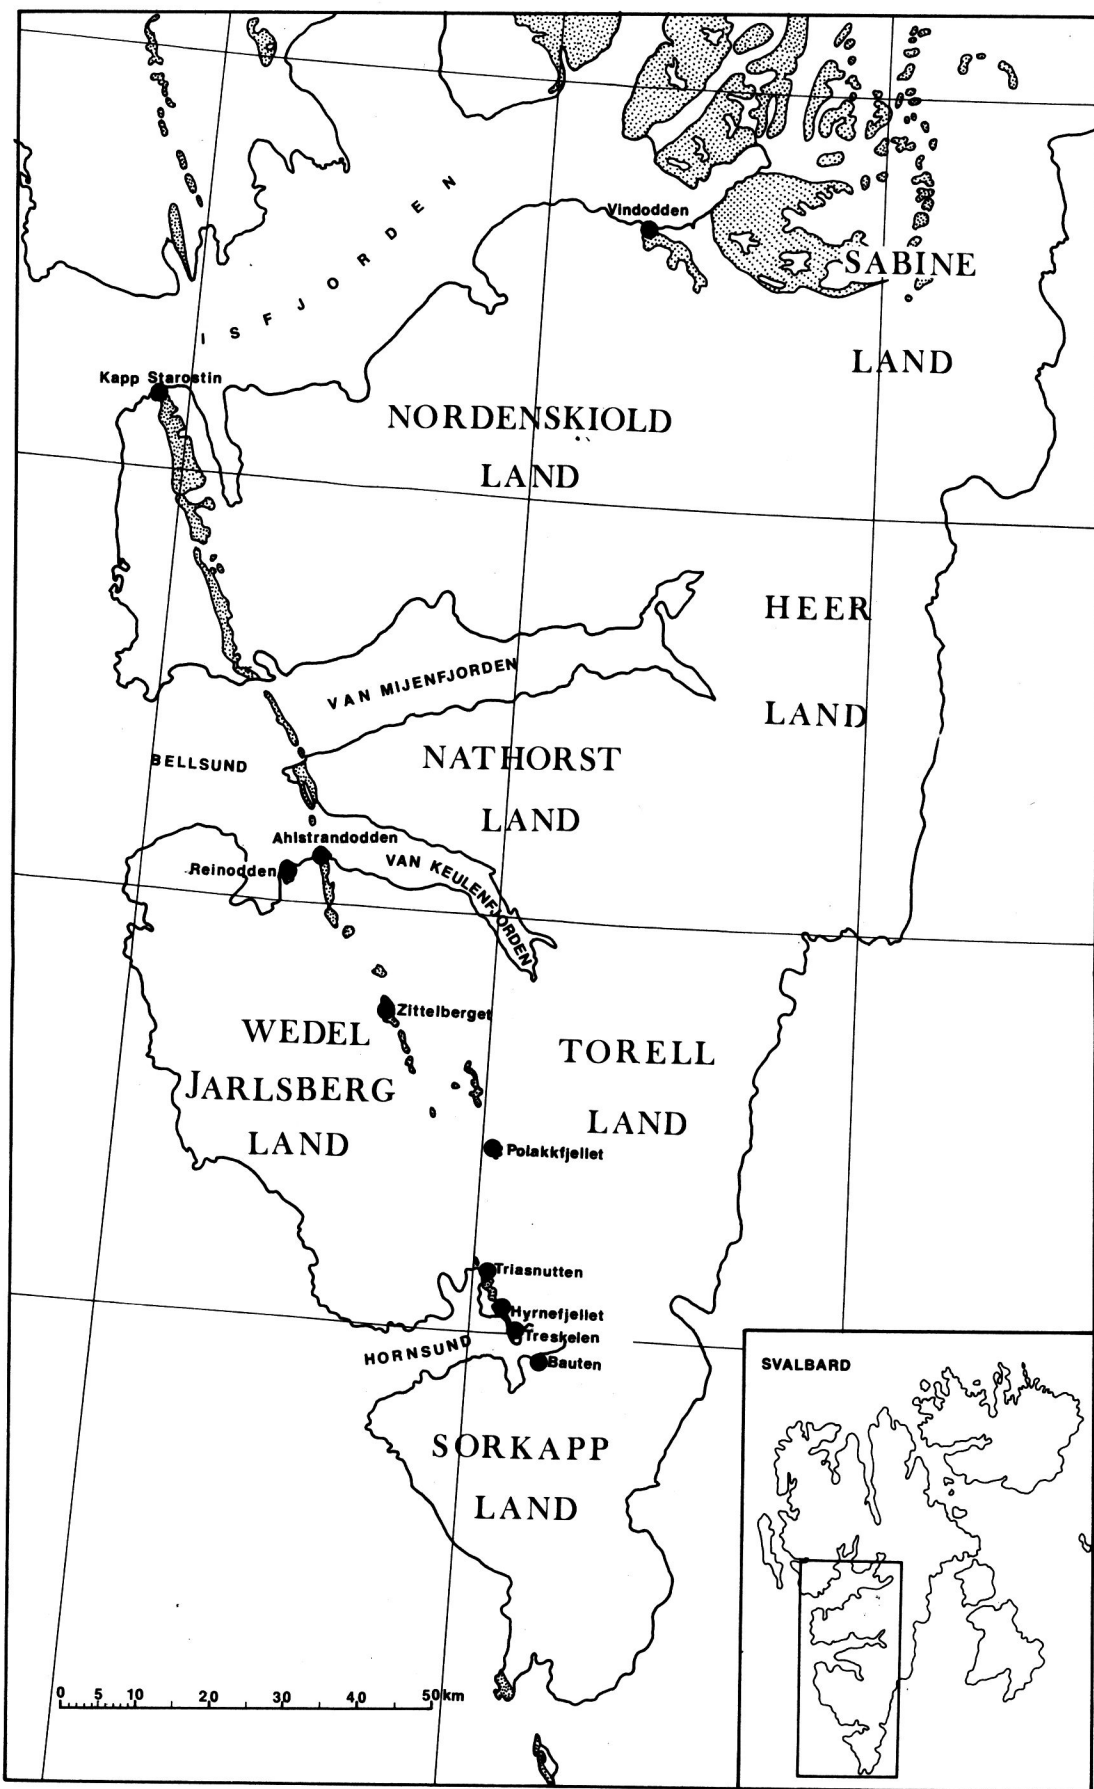 Vindodden
SABINE
LAND
ISFJORDEN
Kapp Starostin
NORDENSKIOLD
LAND
HEER
LAND
VAN MIJENFJORDEN
BELLSUND
NATHORST
LAND
Ahlstrandodden
Reinodden
VAN KEULENFJORDEN
Zittelberget
WEDEL
JARLSBERG
LAND
TORELL
LAND
Polakkfjellet
Triasnutten
Hyrnefjellet
Treskelen
HORNSUND
Bauten
SORKAPP
LAND
SVALBARD
0 5 10 20 30 40 50 km